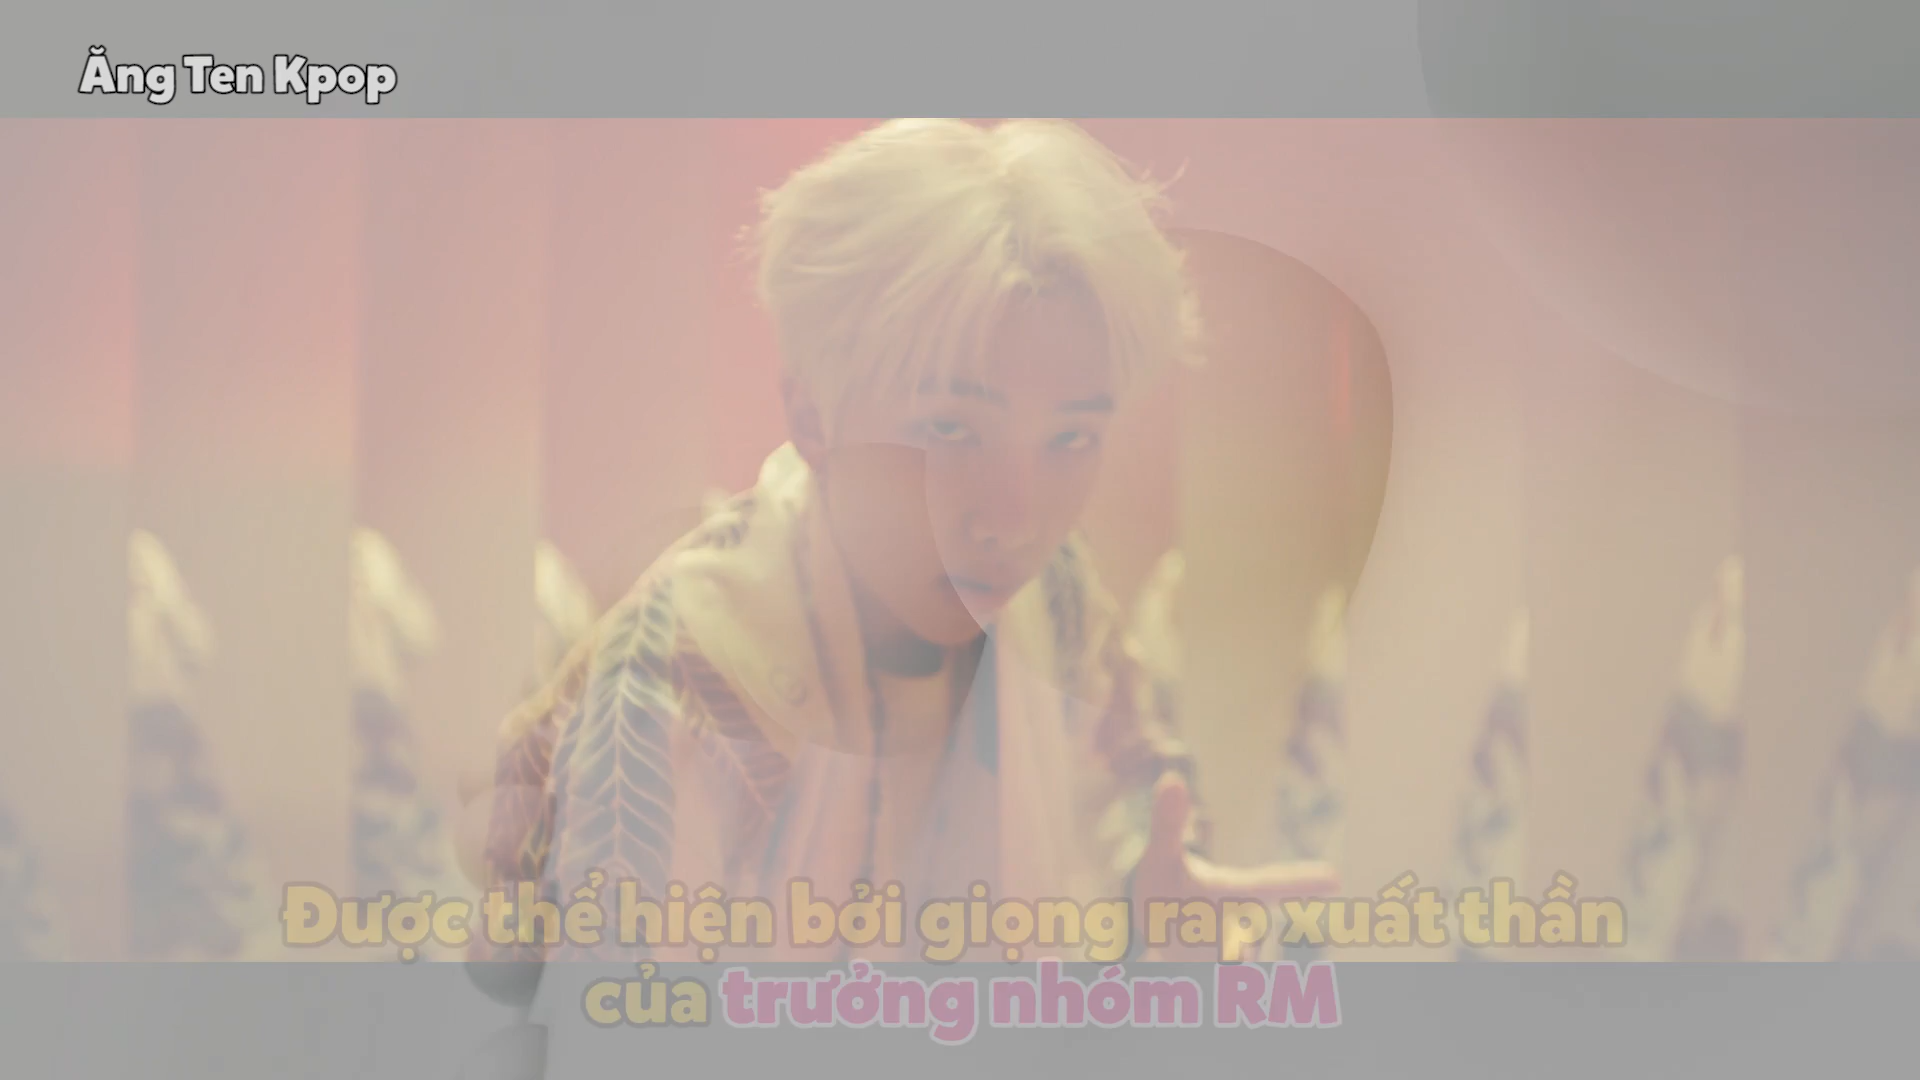 Ăng Ten Kpop
Được thể hiện bởi giọng rap xuất thần
của trưởng nhóm RM